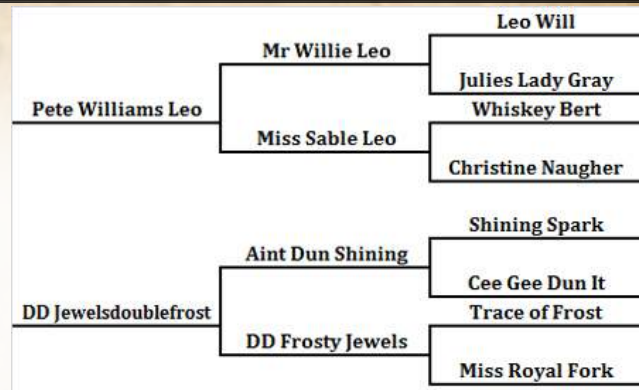 Leo Will
Mr Willie Leo
Julies Lady Gray
Pete Williams Leo
Whiskey Bert
Miss Sable Leo
Christine Naugher
Shining Spark
Aint Dun Shining
Cee Gee Dun It
DD Jewelsdoublefrost
Trace of Frost
DD Frosty Jewels
Miss Royal Fork